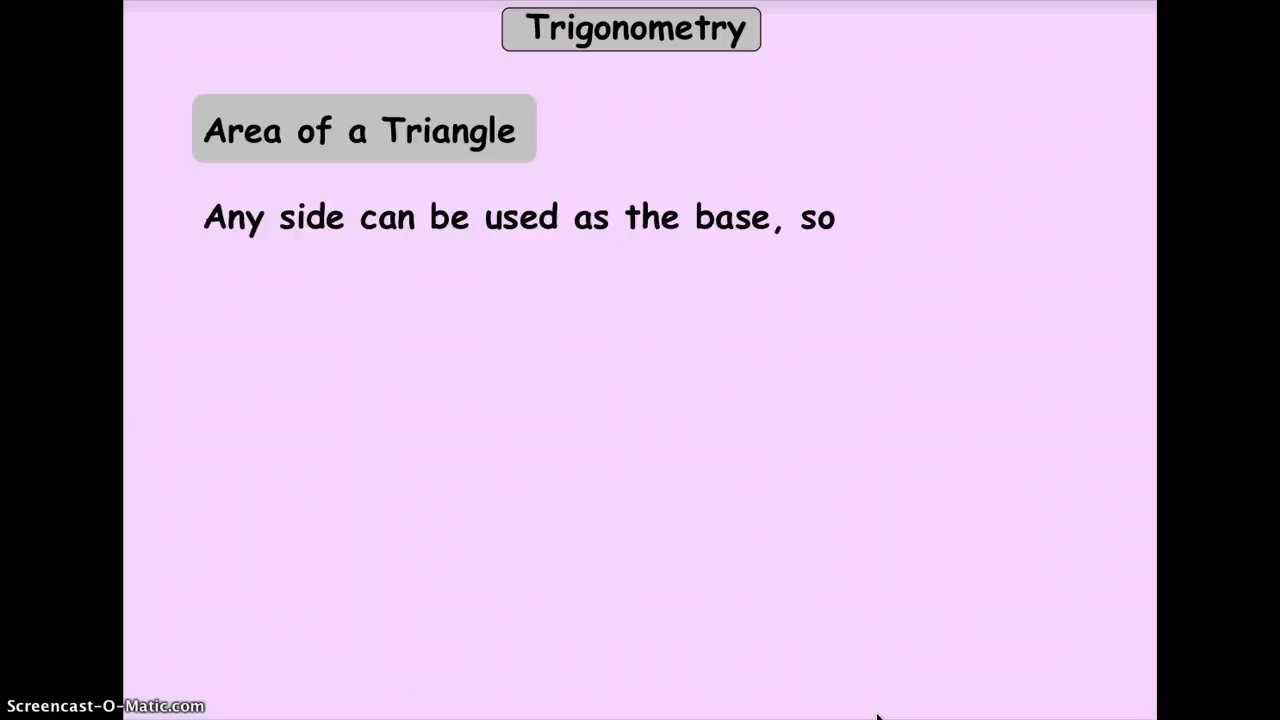 Trigonometry
Area of a Triangle
Any side can be used as the base, so
Screencast-O-Matic.com